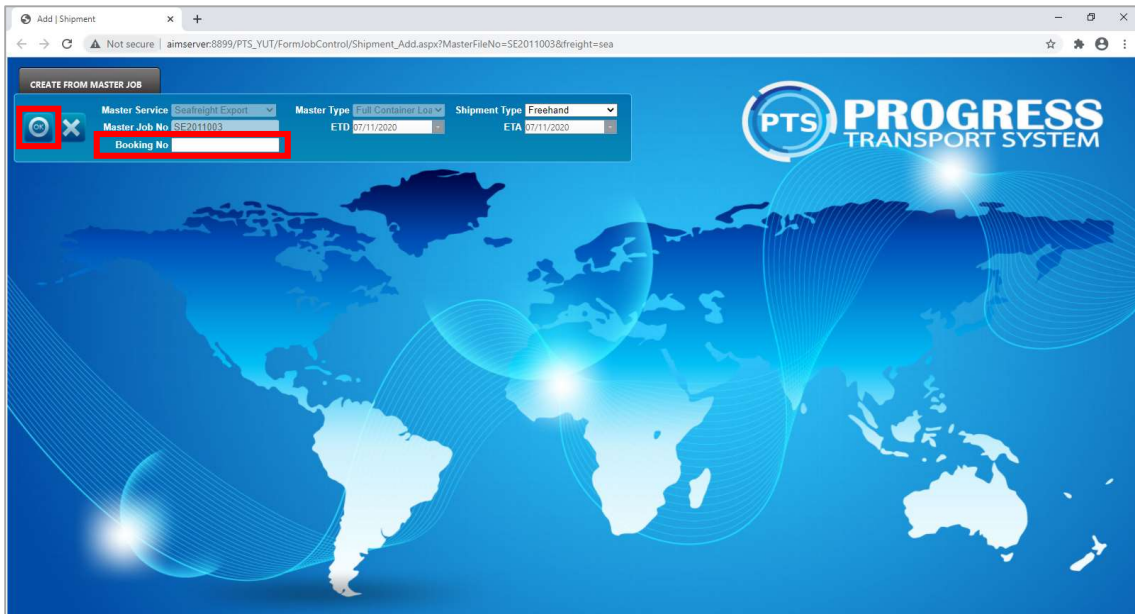 Add | Shipment
Not secure | aimserver:8899/PTS_YUT/FormJobControl/Shipment_Add.aspx?MasterFileNo=SE2011003&freight=sea
CREATE FROM MASTER JOB
OK
Master Service Seafreight Export Master Type Full Container Loa Shipment Type Freehand
Master Job No SE2011003 ETD 07/11/2020 ETA 07/11/2020
Booking No
PTS PROGRESS
TRANSPORT SYSTEM